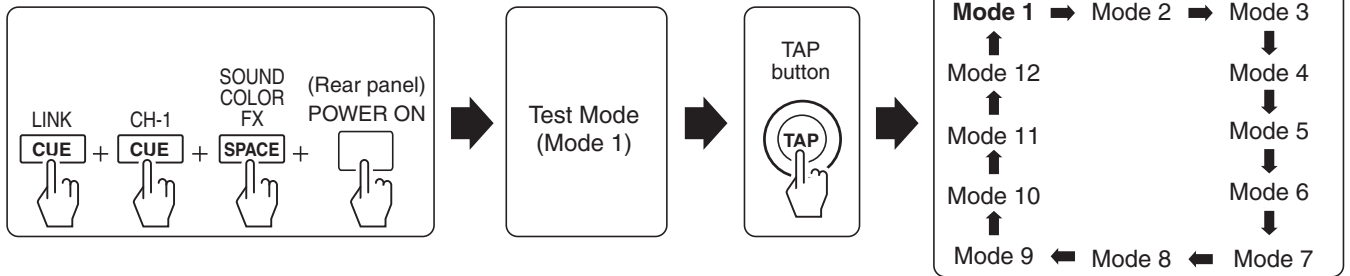 LINK
CUE
+
CH-1
CUE
+
SOUND
COLOR
FX
SPACE
+
(Rear panel)
POWER ON
Test Mode
(Mode 1)
TAP
button
TAP
Mode 1
Mode 2
Mode 3
Mode 4
Mode 5
Mode 6
Mode 7
Mode 8
Mode 9
Mode 10
Mode 11
Mode 12